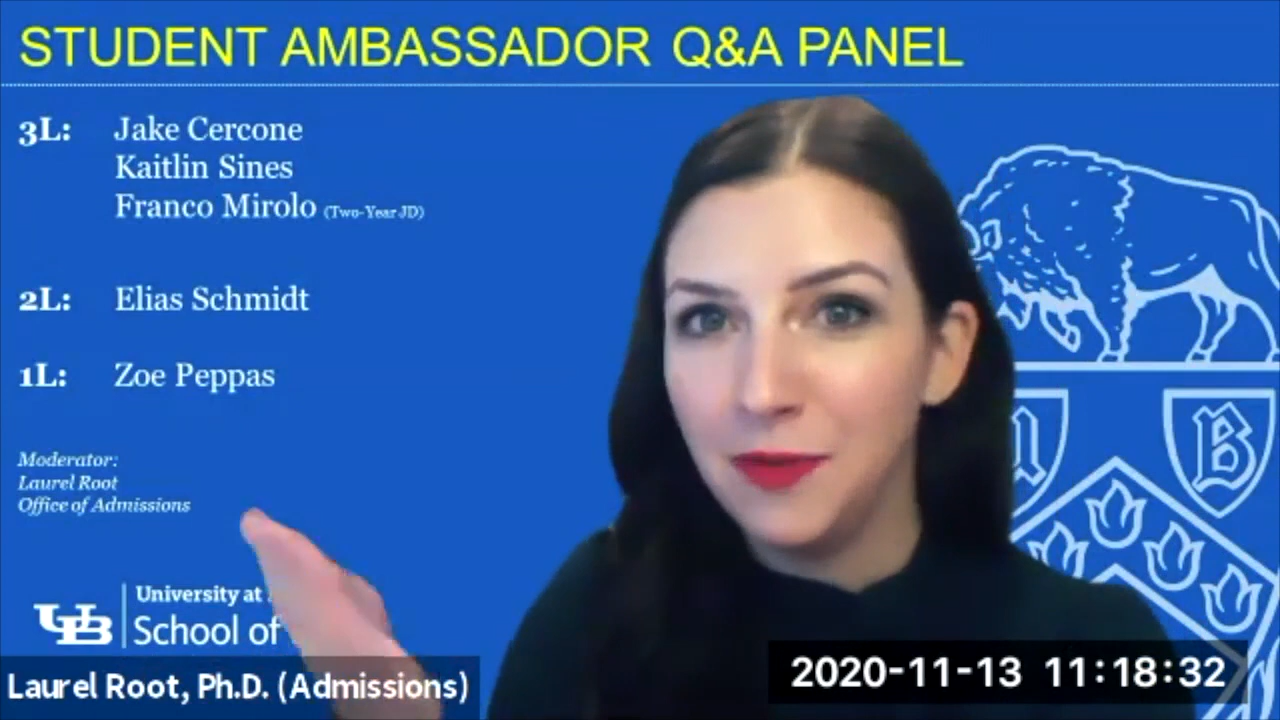 STUDENT AMBASSADOR Q&A PANEL
3L: Jake Cercone
Kaitlin Sines
Franco Mirolo (Two-Year JD)
2L: Elias Schmidt
1L: Zoe Peppas
Moderator:
Laurel Root
Office of Admissions
UB
University at
School of
B
Laurel Root, Ph.D. (Admissions)
2020-11-13 11:18:32